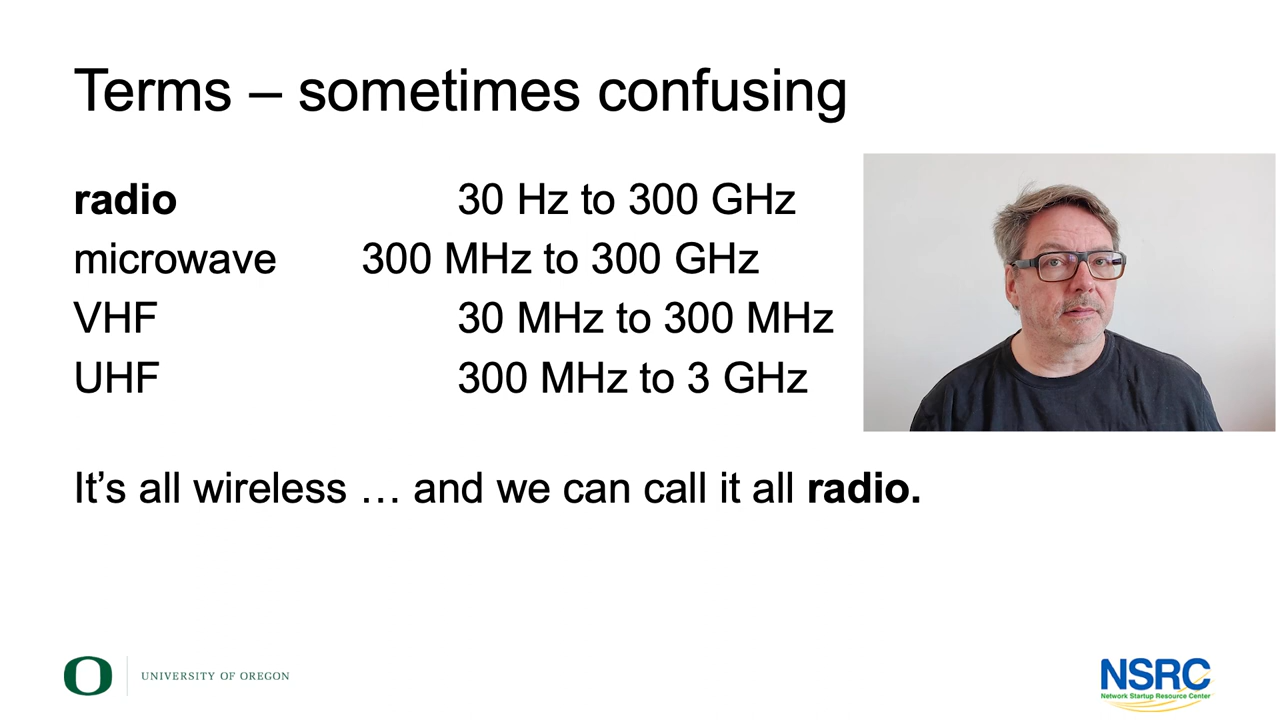 Terms – sometimes confusing
radio 30 Hz to 300 GHz
microwave 300 MHz to 300 GHz
VHF 30 MHz to 300 MHz
UHF 300 MHz to 3 GHz
It’s all wireless … and we can call it all radio.
O UNIVERSITY OF OREGON
NSRC
Network Startup Resource Center